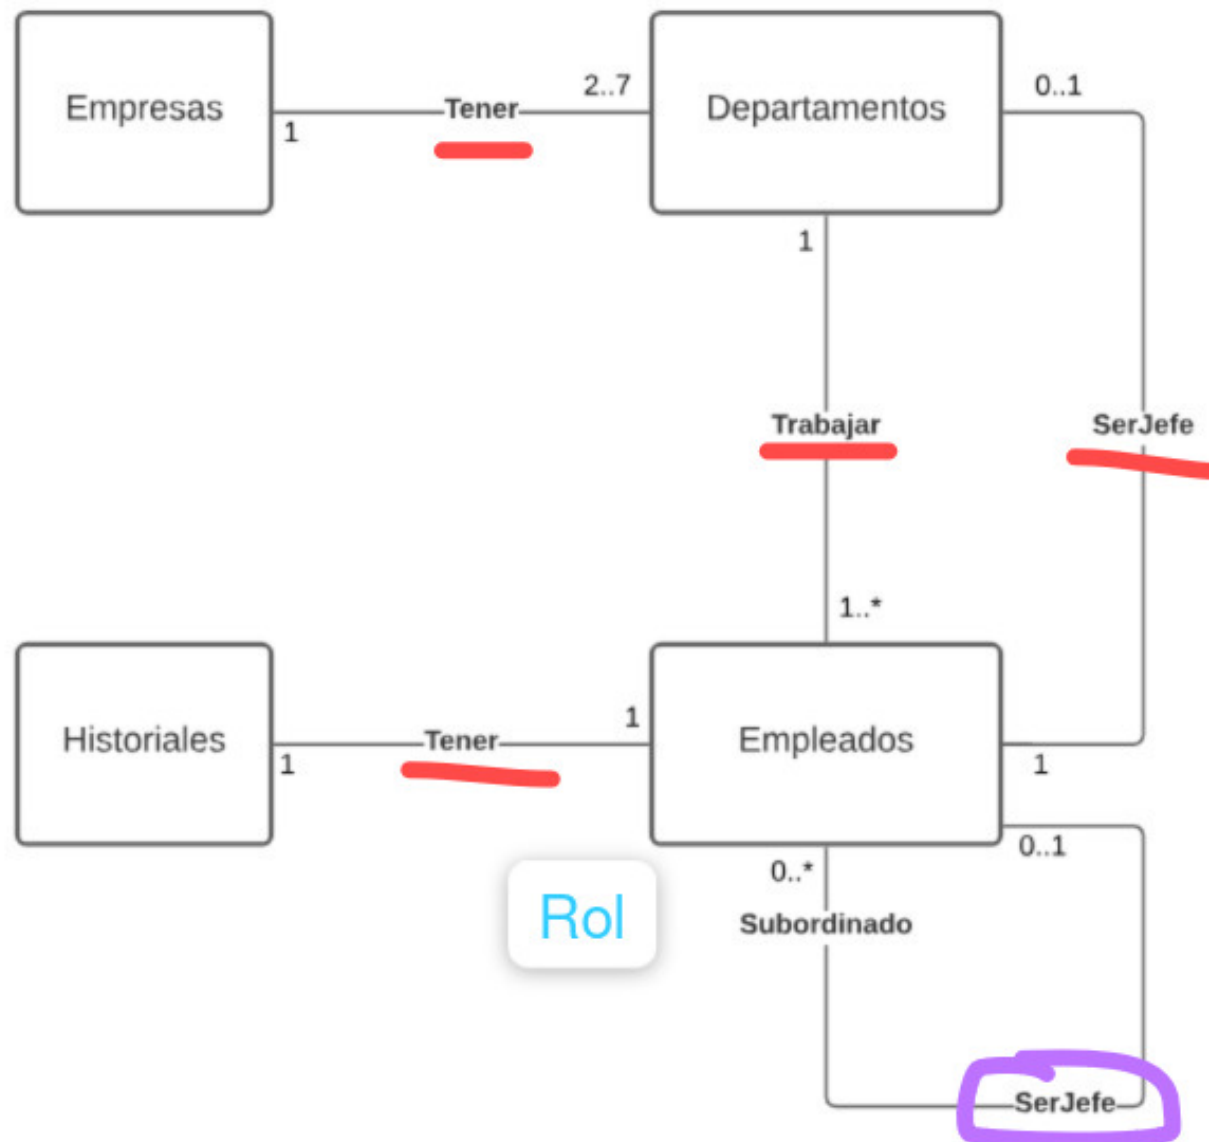 Empresas
1
Tener
2..7
Departamentos
0..1
1
Trabajar
SerJefe
1..*
Historiales
1
Tener
1
Empleados
1
0..1
0..*
Rol
Subordinado
SerJefe